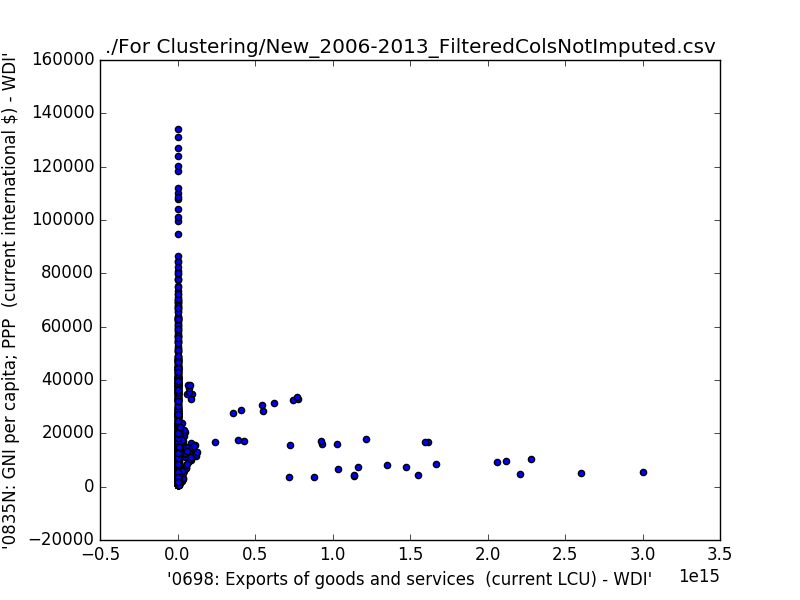 ./For Clustering/New_2006-2013_FilteredColsNotImputed.csv
'0835N: GNI per capita; PPP (current international $) - WDI'
160000
140000
120000
100000
80000
60000
40000
20000
0
−20000
−0.5 0.0 0.5 1.0 1.5 2.0 2.5 3.0 3.5
1e15
'0698: Exports of goods and services (current LCU) - WDI'